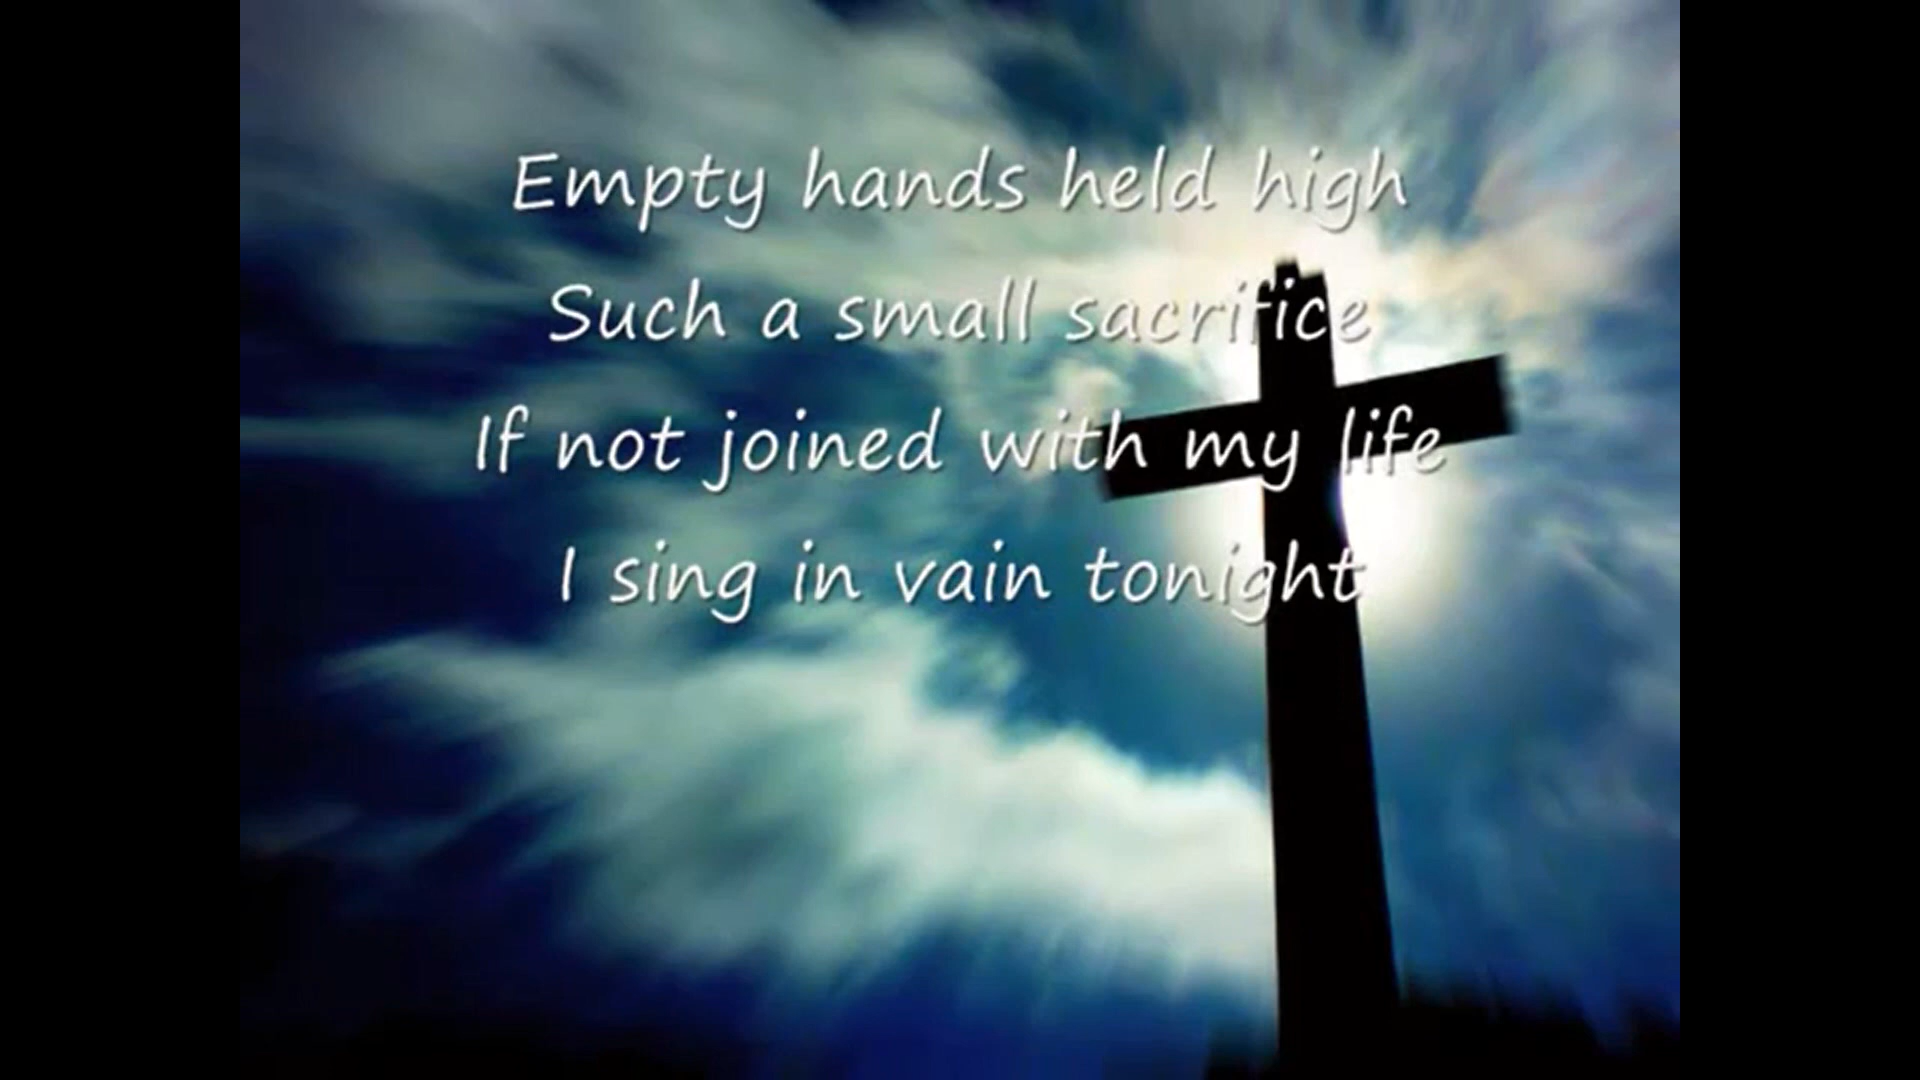 Empty hands held high
Such a small sacrifice
If not joined with my life
I sing in vain tonight